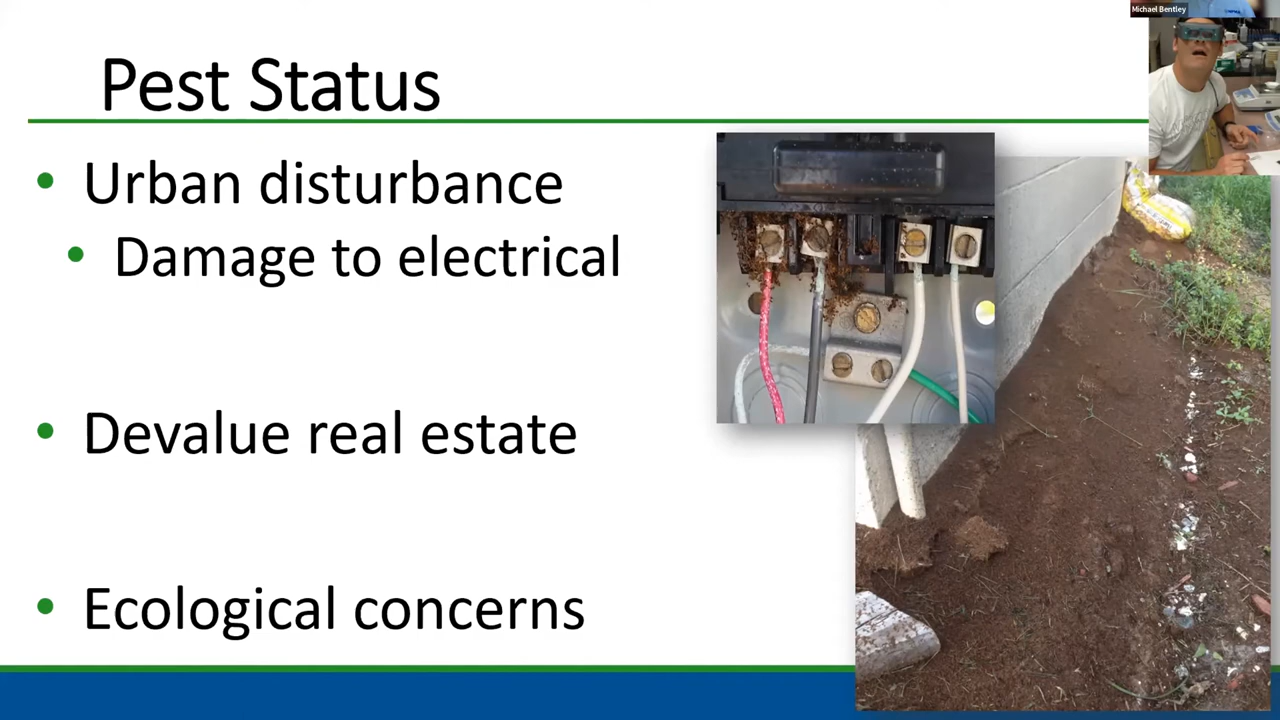 Michael Bentley
Pest Status
Urban disturbance
Damage to electrical
Devalue real estate
Ecological concerns